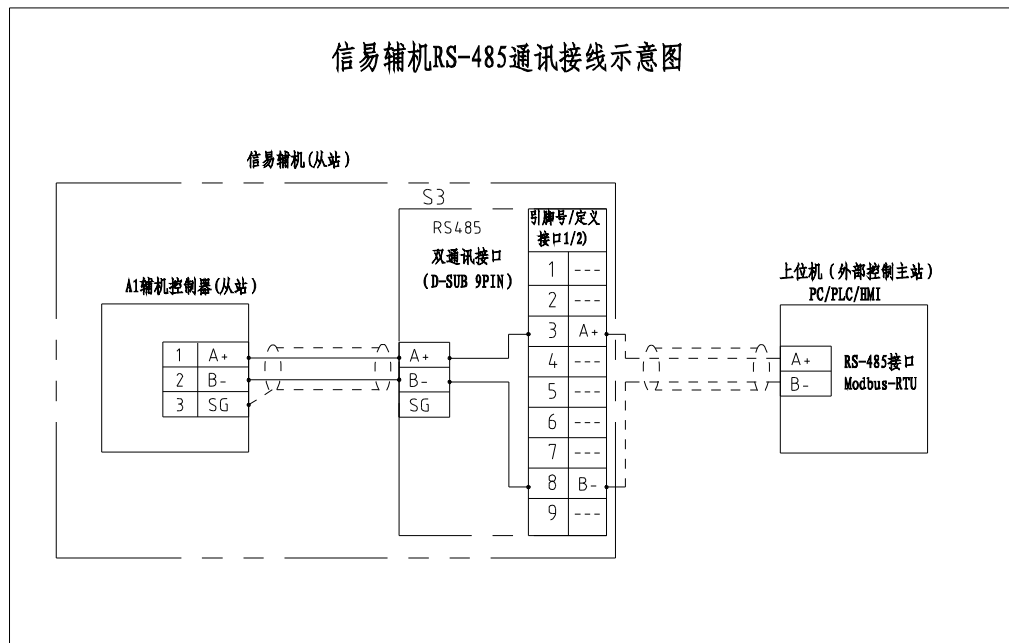 信易辅机RS-485通讯接线示意图
信易辅机(从站)
S3
RS485
双通讯接口
(D-SUB 9PIN)
引脚号/定义
接口1/2)
1 ---
2 ---
3 A+
4 ---
5 ---
6 ---
7 ---
8 B-
9 ---
A1辅机控制器(从站)
1 A+
2 B-
3 SG
A+
B-
SG
上位机(外部控制主站)
PC/PLC/HMI
A+
B-
RS-485接口
Modbus-RTU